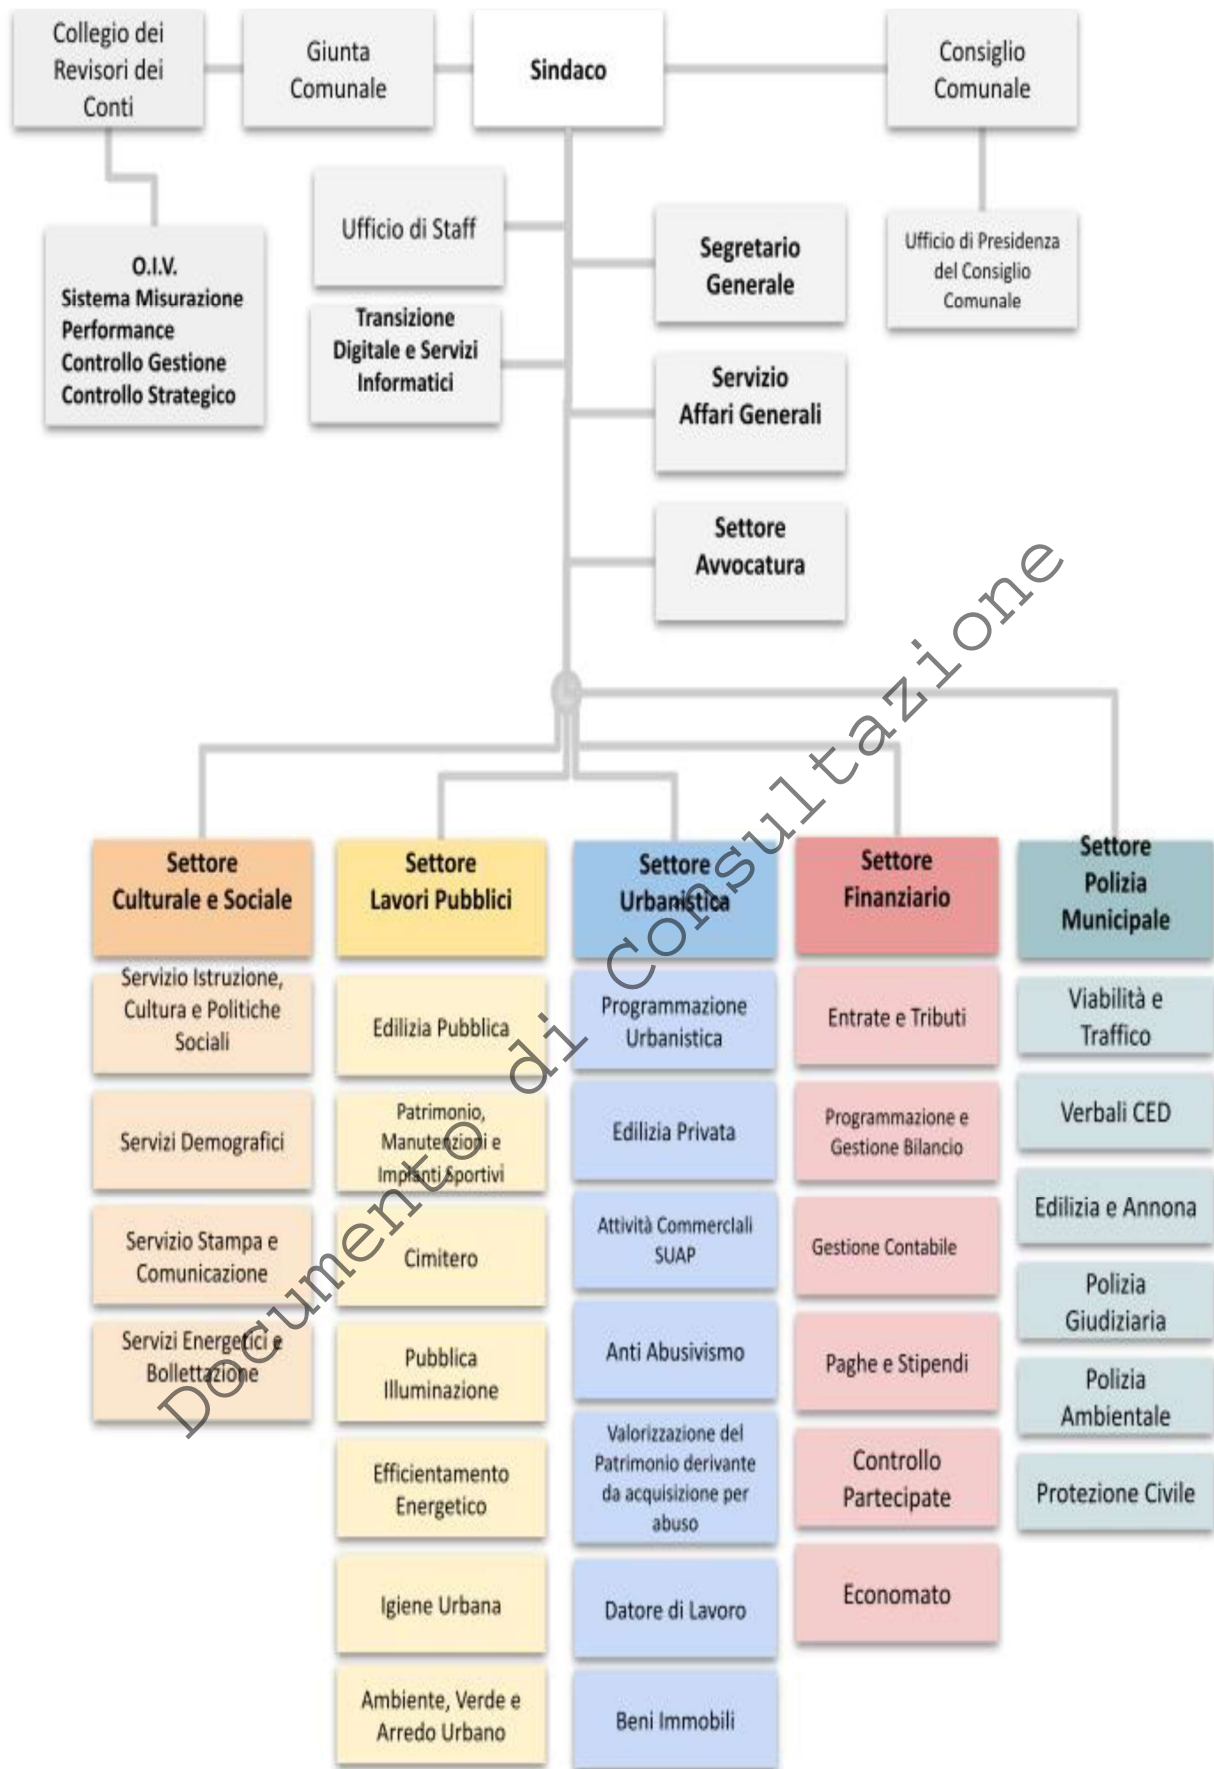 Collegio dei
Revisori dei
Conti
Giunta
Comunale
Sindaco
Consiglio
Comunale
Ufficio di Staff
Segretario
Generale
Ufficio di Presidenza
del Consiglio
Comunale
O.I.V.
Sistema Misurazione
Performance
Controllo Gestione
Controllo Strategico
Transizione
Digitale e Servizi
Informatici
Servizio
Affari Generali
Settore
Avvocatura
Settore
Culturale e Sociale
Servizio Istruzione,
Cultura e Politiche
Sociali
Servizi Demografici
Servizio Stampa e
Comunicazione
Servizi Energetici e
Bollettazione
Settore
Lavori Pubblici
Edilizia Pubblica
Patrimonio,
Manutenzioni e
Impianti Sportivi
Cimitero
Pubblica
Illuminazione
Efficientamento
Energetico
Igiene Urbana
Ambiente, Verde e
Arredo Urbano
Settore
Urbanistica
Programmazione
Urbanistica
Edilizia Privata
Attività CommercIali
SUAP
Anti Abusivismo
Valorizzazione del
Patrimonio derivante
da acquisizione per
abuso
Datore di Lavoro
Beni Immobili
Settore
Finanziario
Entrate e Tributi
Programmazione e
Gestione Bilancio
Gestione Contabile
Paghe e Stipendi
Controllo
Partecipate
Economato
Settore
Polizia
Municipale
Viabilità e
Traffico
Verbali CED
Edilizia e Annona
Polizia
Giudiziaria
Polizia
Ambientale
Protezione Civile
Documento di Consultazione